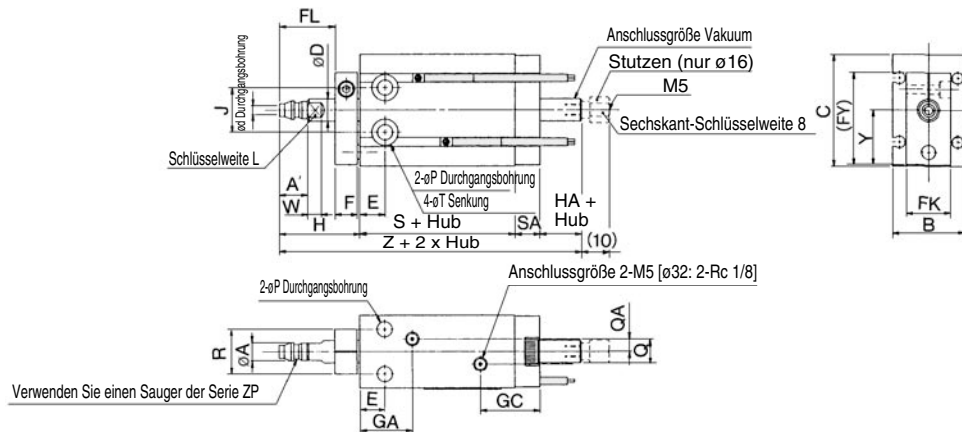 FL
øD
Anschlussgröße Vakuum
Stutzen (nur ø16)
M5
Sechskant-Schlüsselweite 8
J
ød Durchgangsbohrung
Schlüsselweite L
A'
W
H
F
E
2-øP Durchgangsbohrung
4-øT Senkung
S + Hub
SA
HA +
Hub
Z + 2 x Hub
(10)
C
(FY)
Y
FK
B
2-øP Durchgangsbohrung
Anschlussgröße 2-M5 [ø32: 2-Rc 1/8]
R
øA
QA
Q
Verwenden Sie einen Sauger der Serie ZP
E
GA
GC